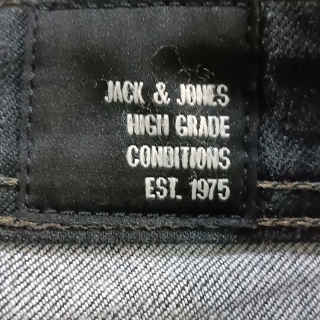 JACK & JONES
HIGH GRADE
CONDITIONS
EST. 1975